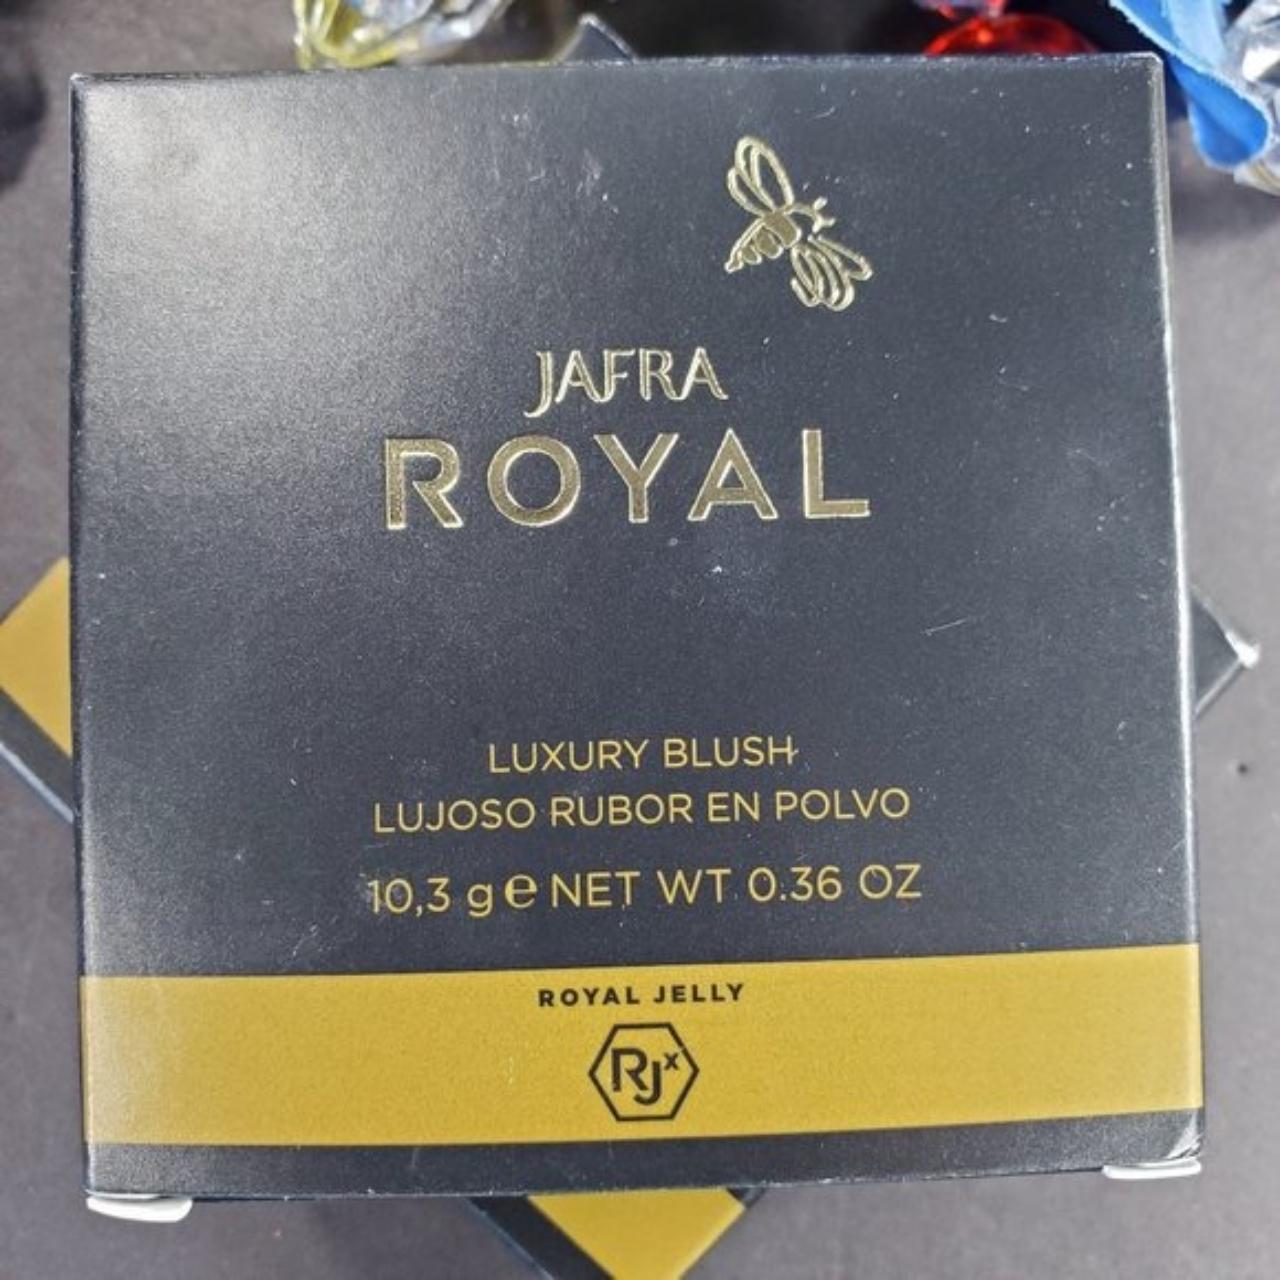 JAFRA
ROYAL
LUXURY BLUSH
LUJOSO RUBOR EN POLVO
10,3 g e NET WT 0.36 OZ
ROYAL JELLY
RJx